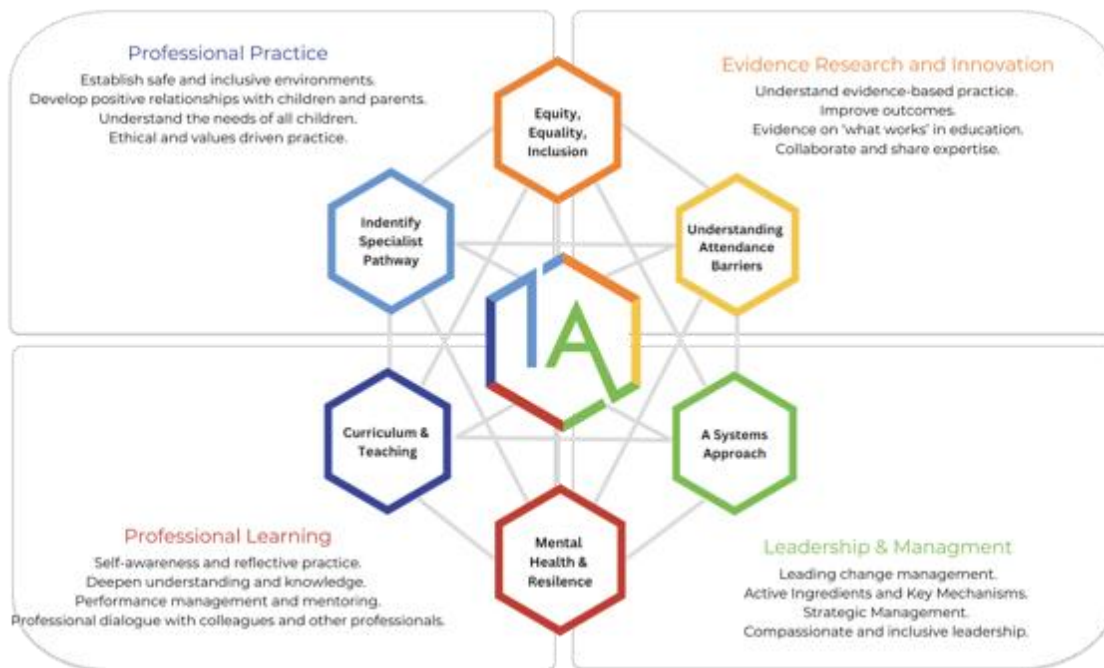 Professional Practice
Establish safe and inclusive environments.
Develop positive relationships with children and parents.
Understand the needs of all children.
Ethical and values driven practice.
Evidence Research and Innovation
Understand evidence-based practice.
Improve outcomes.
Evidence on 'what works' in education.
Collaborate and share expertise.
Equity,
Equality,
Inclusion
Indentify
Specialist
Pathway
Understanding
Attendance
Barriers
1A
Curriculum &
Teaching
A Systems
Approach
Mental
Health &
Resilence
Professional Learning
Self-awareness and reflective practice.
Deepen understanding and knowledge.
Performance management and mentoring.
Professional dialogue with colleagues and other professionals.
Leadership & Managment
Leading change management.
Active Ingredients and Key Mechanisms.
Strategic Management.
Compassionate and inclusive leadership.